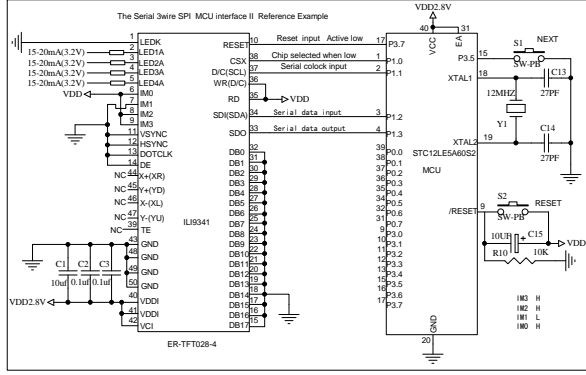 The Serial 3wire SPI MCU interface II Reference Example
VDD2.8V
1 LEDK
15-20mA(3.2V) 2 LED1A
15-20mA(3.2V) 3 LED2A
15-20mA(3.2V) 4 LED3A
15-20mA(3.2V) 5 LED4A
VDD 6 IM0
7 IM1
8 IM2
9 IM3
11 VSYNC
12 HSYNC
13 DOTCLK
14 DE
NC 44 X+(XR)
NC 45 Y+(YD)
NC 46 X-(XL)
NC 47 Y-(YU)
NC 39 TE
43 GND
48 GND
49 GND
50 GND
40 VDDI
41 VDDI
42 VCI
C1 C2 C3
10uf 0.1uf 0.1uf
VDD2.8V
ILI9341
ER-TFT028-4
RESET 10 Reset input Active low 17 P3.7
CSX 38 Chip selected when low 1 P1.0
D/C(SCL) 37 Serial colock input 2 P1.1
WR(D/C) 36
RD 35 VDD
SDI(SDA) 34 Serial data input 3 P1.2
SDO 33 Serial data output 4 P1.3
DB0 32
DB1 31
DB2 30
DB3 29
DB4 28
DB5 27
DB6 26
DB7 25
DB8 24
DB9 23
DB10 22
DB11 21
DB12 20
DB13 19
DB14 18
DB15 17
DB16 16
DB17 15
39 P0.0
38 P0.1
37 P0.2
36 P0.3
35 P0.4
34 P0.5
32 P0.6
31 P0.7
9 P3.0
10 P3.1
11 P3.2
12 P3.3
13 P3.4
14 P3.5
15 P3.6
16
17 P3.7
40 VCC
31 EA
STC12LE5A60S2
MCU
GND
20
P3.5 15 S1 NEXT
SW-PB
XTAL1 18 C13
12MHZ 27PF
Y1
XTAL2 19 C14
27PF
/RESET 9 S2 RESET
SW-PB
10UB + C15 VDD
R10 10K
IM3 H
IM2 H
IM1 L
IM0 H